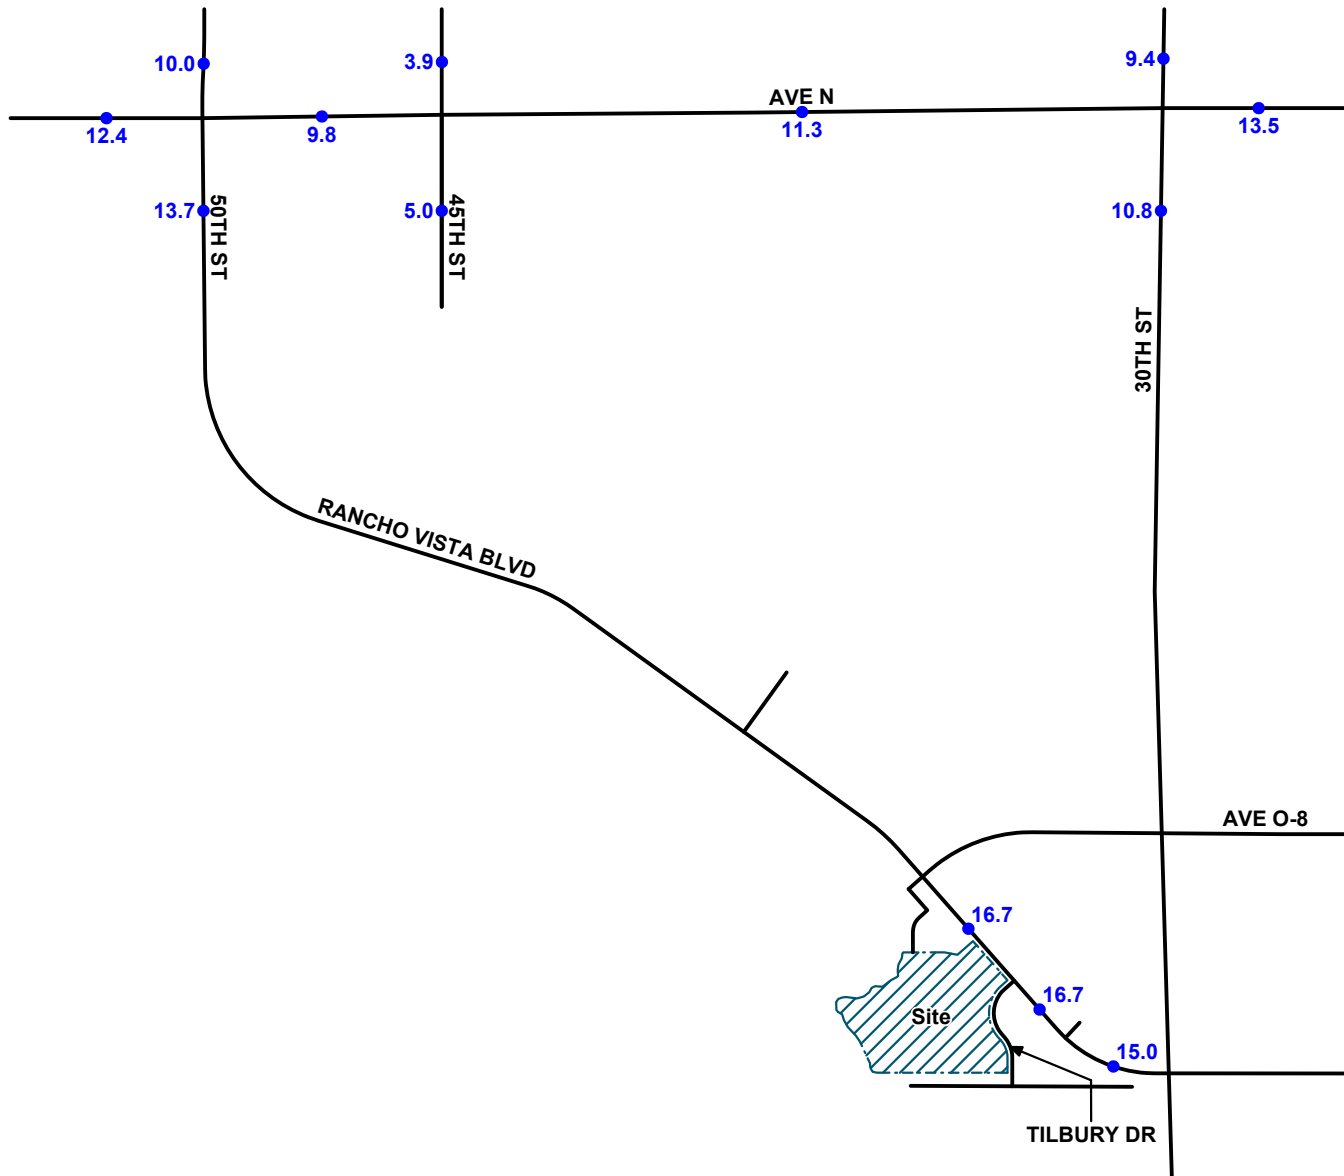 10.0
3.9
9.4
AVE N
12.4
9.8
11.3
13.5
13.7
50TH ST
5.0
45TH ST
10.8
30TH ST
RANCHO VISTA BLVD
AVE O-8
16.7
16.7
Site
15.0
TILBURY DR